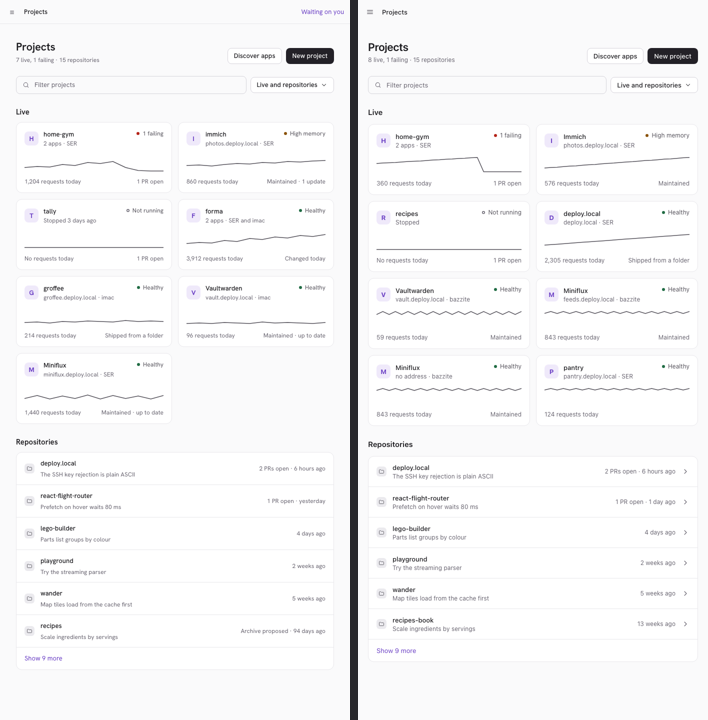 Projects
Waiting on you
Projects
7 live, 1 failing · 15 repositories
Discover apps
New project
Filter projects
Live and repositories
Live
H
home-gym
2 apps · SER
1 failing
1,204 requests today
1 PR open
I
immich
photos.deploy.local · SER
High memory
860 requests today
Maintained · 1 update
T
tally
Stopped 3 days ago
Not running
No requests today
1 PR open
F
forma
2 apps · SER and imac
Healthy
3,912 requests today
Changed today
G
groffee
groffee.deploy.local · imac
Healthy
214 requests today
Shipped from a folder
V
Vaultwarden
vault.deploy.local · imac
Healthy
96 requests today
Maintained · up to date
M
Miniflux
miniflux.deploy.local · SER
Healthy
1,440 requests today
Maintained · up to date
Repositories
deploy.local
The SSH key rejection is plain ASCII
2 PRs open · 6 hours ago
react-flight-router
Prefetch on hover waits 80 ms
1 PR open · yesterday
lego-builder
Parts list groups by colour
4 days ago
playground
Try the streaming parser
2 weeks ago
wander
Map tiles load from the cache first
5 weeks ago
recipes
Scale ingredients by servings
Archive proposed · 94 days ago
Show 9 more
Projects
Projects
8 live, 1 failing · 15 repositories
Discover apps
New project
Filter projects
Live and repositories
Live
H
home-gym
2 apps · SER
1 failing
360 requests today
1 PR open
I
Immich
photos.deploy.local · SER
High memory
576 requests today
Maintained
R
recipes
Stopped
Not running
No requests today
1 PR open
D
deploy.local
deploy.local · SER
Healthy
2,305 requests today
Shipped from a folder
V
Vaultwarden
vault.deploy.local · bazzite
Healthy
59 requests today
Maintained
M
Miniflux
feeds.deploy.local · bazzite
Healthy
843 requests today
Maintained
M
Miniflux
no address · bazzite
Healthy
843 requests today
Maintained
P
pantry
pantry.deploy.local · SER
Healthy
124 requests today
Repositories
deploy.local
The SSH key rejection is plain ASCII
2 PRs open · 6 hours ago
react-flight-router
Prefetch on hover waits 80 ms
1 PR open · 1 day ago
lego-builder
Parts list groups by colour
4 days ago
playground
Try the streaming parser
2 weeks ago
wander
Map tiles load from the cache first
5 weeks ago
recipes-book
Scale ingredients by servings
13 weeks ago
Show 9 more